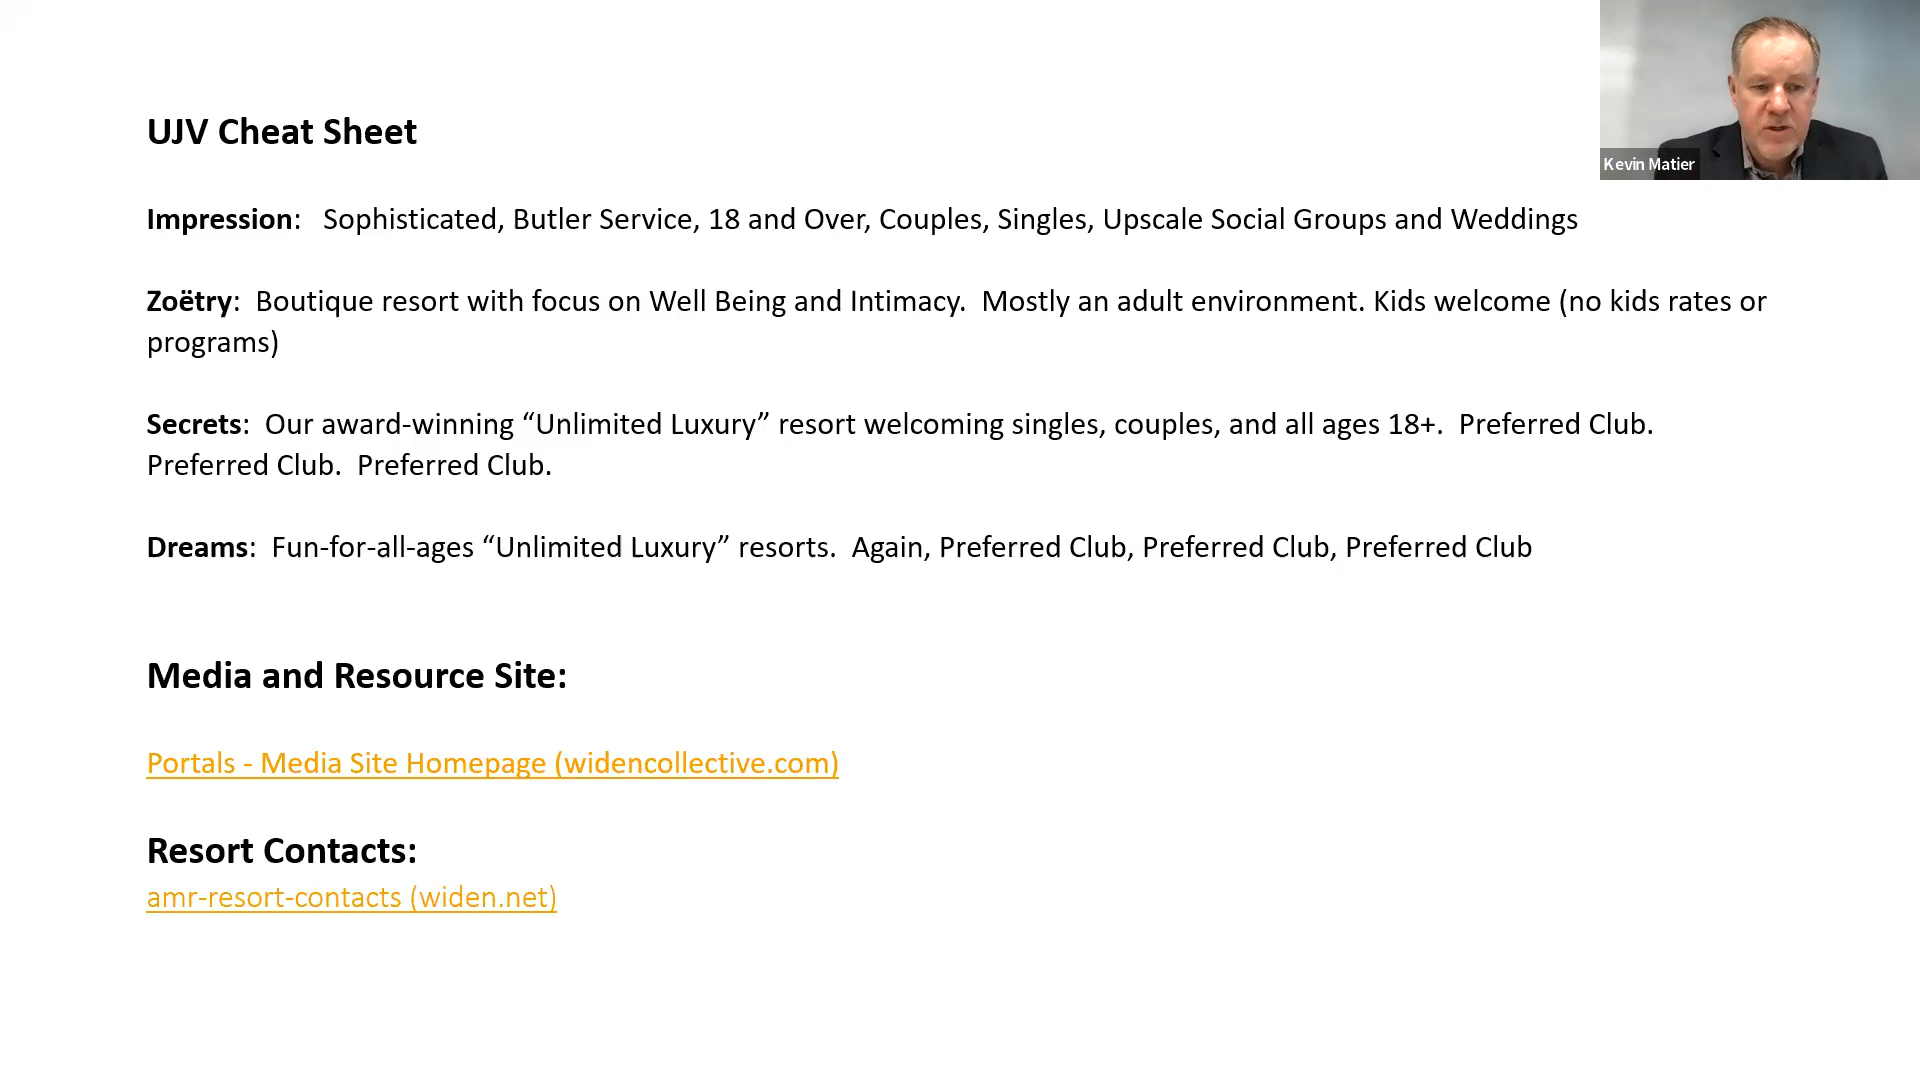 Kevin Matier
UJV Cheat Sheet
Impression: Sophisticated, Butler Service, 18 and Over, Couples, Singles, Upscale Social Groups and Weddings
Zoëtry: Boutique resort with focus on Well Being and Intimacy. Mostly an adult environment. Kids welcome (no kids rates or
programs)
Secrets: Our award-winning “Unlimited Luxury” resort welcoming singles, couples, and all ages 18+. Preferred Club.
Preferred Club. Preferred Club.
Dreams: Fun-for-all-ages “Unlimited Luxury” resorts. Again, Preferred Club, Preferred Club, Preferred Club
Media and Resource Site:
Portals - Media Site Homepage (widencollective.com)
Resort Contacts:
amr-resort-contacts (widen.net)